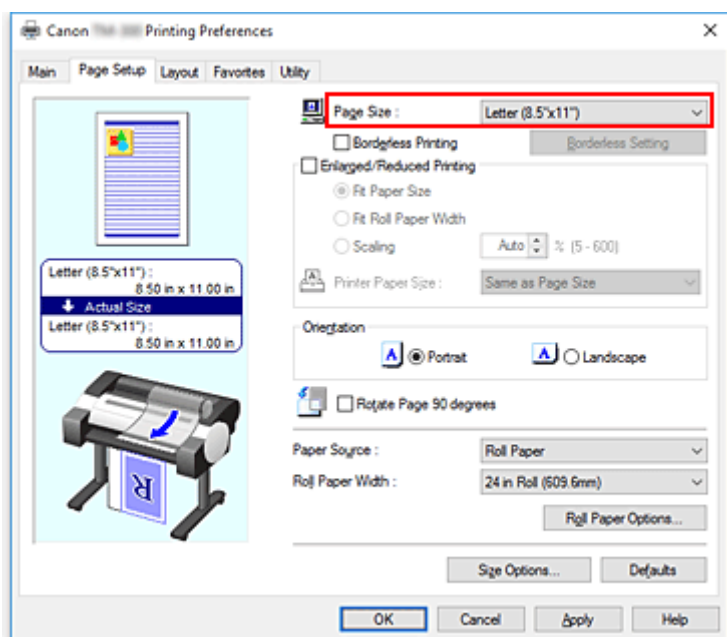 Canon Printing Preferences
Main Page Setup Layout Favorites Utility
Page Size : Letter (8.5"x11")
Borderless Printing Borderless Setting
Enlarged/Reduced Printing
Fit Paper Size
Fit Roll Paper Width
Scaling Auto % (5 - 600)
Printer Paper Size : Same as Page Size
Letter (8.5"x11") :
8.50 in x 11.00 in
Actual Size
Letter (8.5"x11") :
8.50 in x 11.00 in
Orientation
A Portrait A Landscape
Rotate Page 90 degrees
R
Paper Source : Roll Paper
Roll Paper Width : 24 in Roll (609.6mm)
Roll Paper Options...
Size Options... Defaults
OK Cancel Apply Help